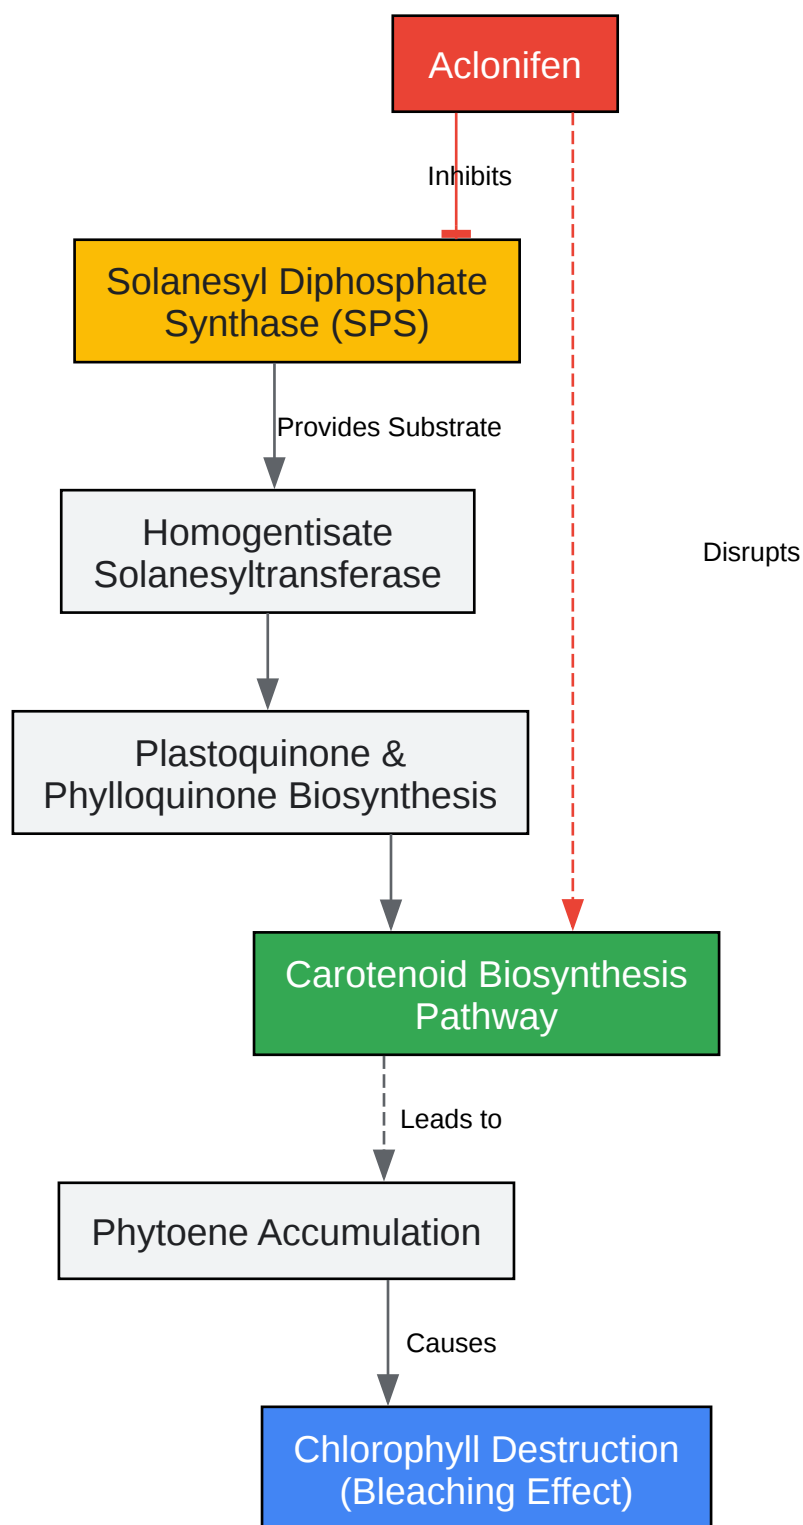 Aclonifen
Inhibits
Solanesyl Diphosphate
Synthase (SPS)
Provides Substrate
Homogentisate
Solanesyltransferase
Disrupts
Plastoquinone &
Phylloquinone Biosynthesis
Carotenoid Biosynthesis
Pathway
Leads to
Phytoene Accumulation
Causes
Chlorophyll Destruction
(Bleaching Effect)